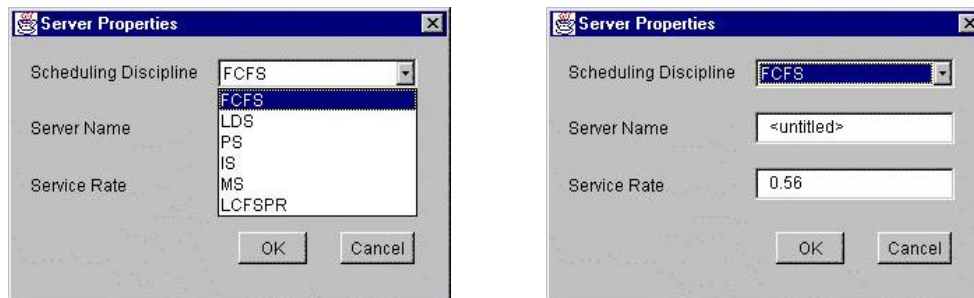 Server Properties
Scheduling Discipline FCFS
FCFS
LDS
PS
IS
MS
LCFSPR
Server Name
Service Rate
OK Cancel
Server Properties
Scheduling Discipline FCFS
Server Name <untitled>
Service Rate 0.56
OK Cancel